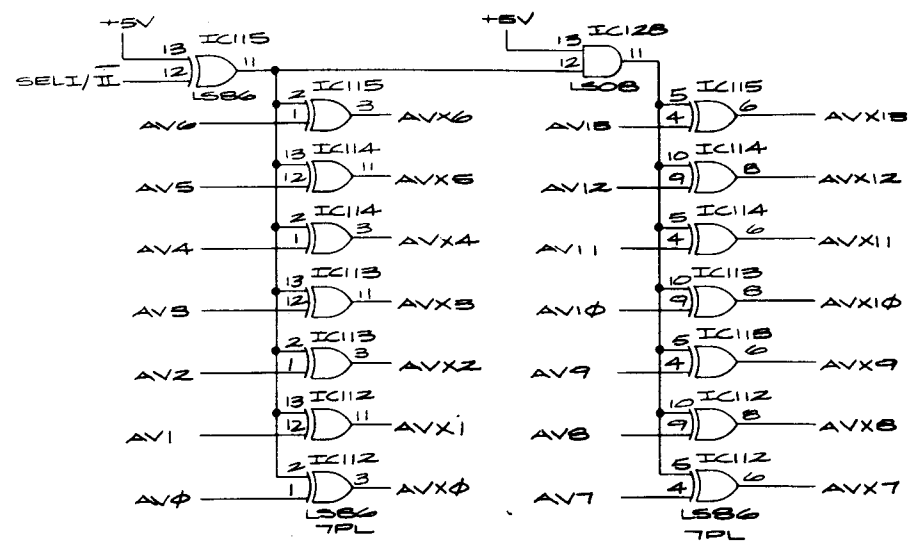 +5V
13
IC115
11
SEL I/II
12
LS86
+5V
13
IC128
11
12
LS08
2
IC115
3
AV6
1
AVX6
13
IC114
11
AV5
12
AVX5
2
IC114
3
AV4
1
AVX4
13
IC113
11
AV3
12
AVX3
2
IC113
3
AV2
1
AVX2
13
IC112
11
AV1
12
AVX1
2
IC112
3
AVØ
1
AVXØ
LS86
7PL
5
IC115
6
AV13
4
AVX13
10
IC114
8
AV12
9
AVX12
5
IC114
6
AV11
4
AVX11
10
IC113
8
AV1Ø
9
AVX1Ø
5
IC113
6
AV9
4
AVX9
10
IC112
8
AV8
9
AVX8
5
IC112
6
AV7
4
AVX7
LS86
7PL